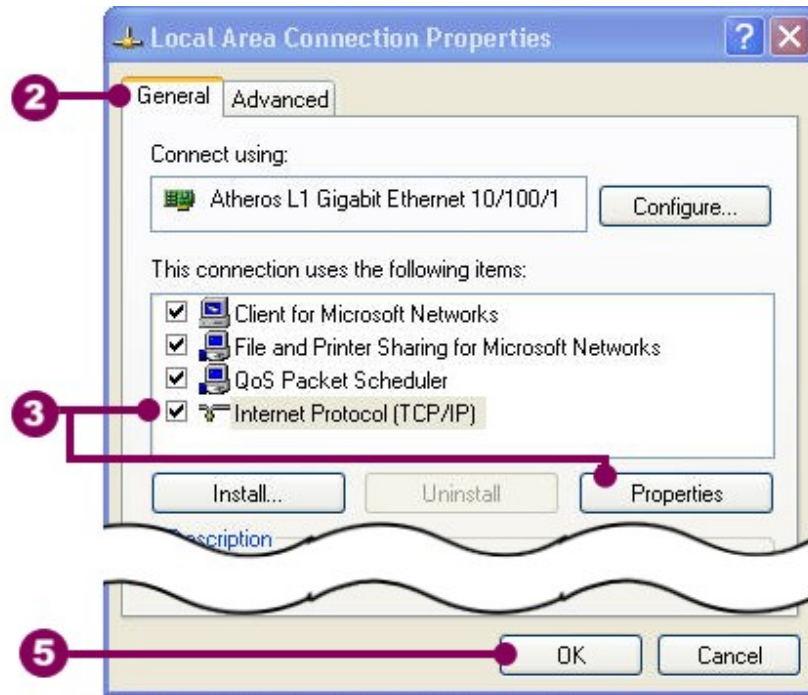 Local Area Connection Properties
?
2
General Advanced
Connect using:
Atheros L1 Gigabit Ethernet 10/100/1
Configure...
This connection uses the following items:
Client for Microsoft Networks
File and Printer Sharing for Microsoft Networks
QoS Packet Scheduler
3
Internet Protocol (TCP/IP)
Install... Uninstall Properties
Description
5
OK Cancel